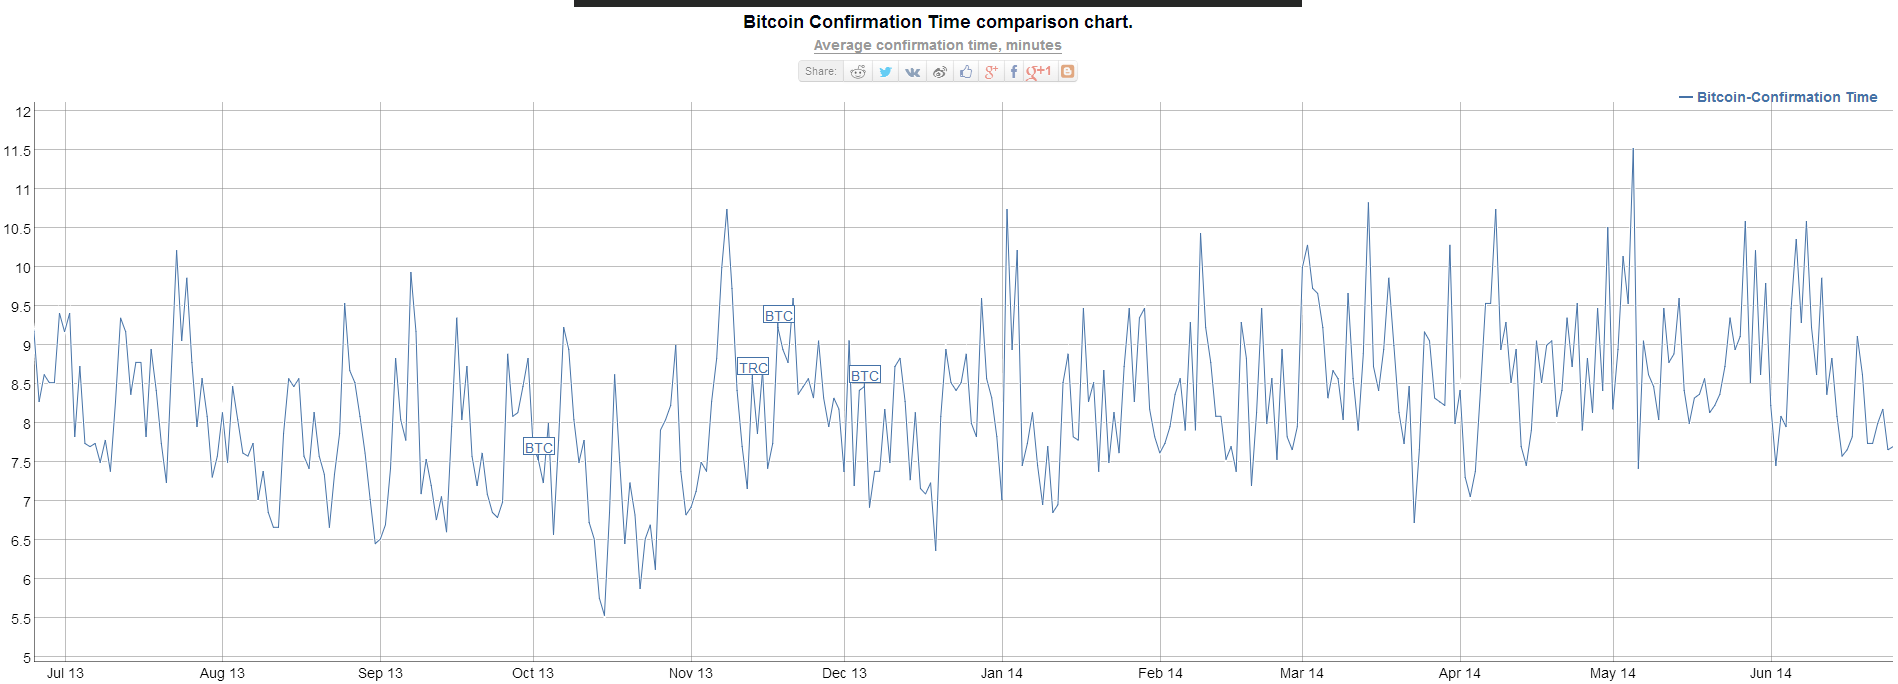 Bitcoin Confirmation Time comparison chart.
Average confirmation time, minutes
Share: g+ f g+1
Bitcoin-Confirmation Time
12
11.5
11
10.5
10
9.5
9
8.5
8
7.5
7
6.5
6
5.5
5
BTC
TRC
BTC
BTC
Jul 13 Aug 13 Sep 13 Oct 13 Nov 13 Dec 13 Jan 14 Feb 14 Mar 14 Apr 14 May 14 Jun 14